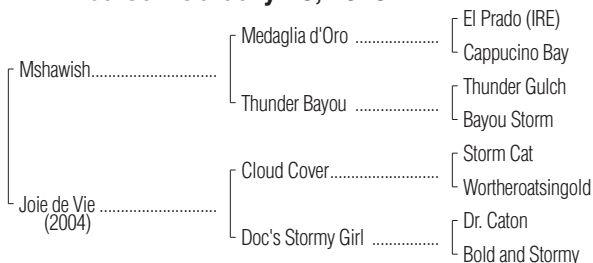 El Prado (IRE)
Medaglia d'Oro ...................
Cappucino Bay
Mshawish.............................
Thunder Gulch
Thunder Bayou ...................
Bayou Storm
Storm Cat
Cloud Cover.........................
Wortheroatsingold
Joie de Vie ...........................
(2004)
Dr. Caton
Doc's Stormy Girl ...............
Bold and Stormy